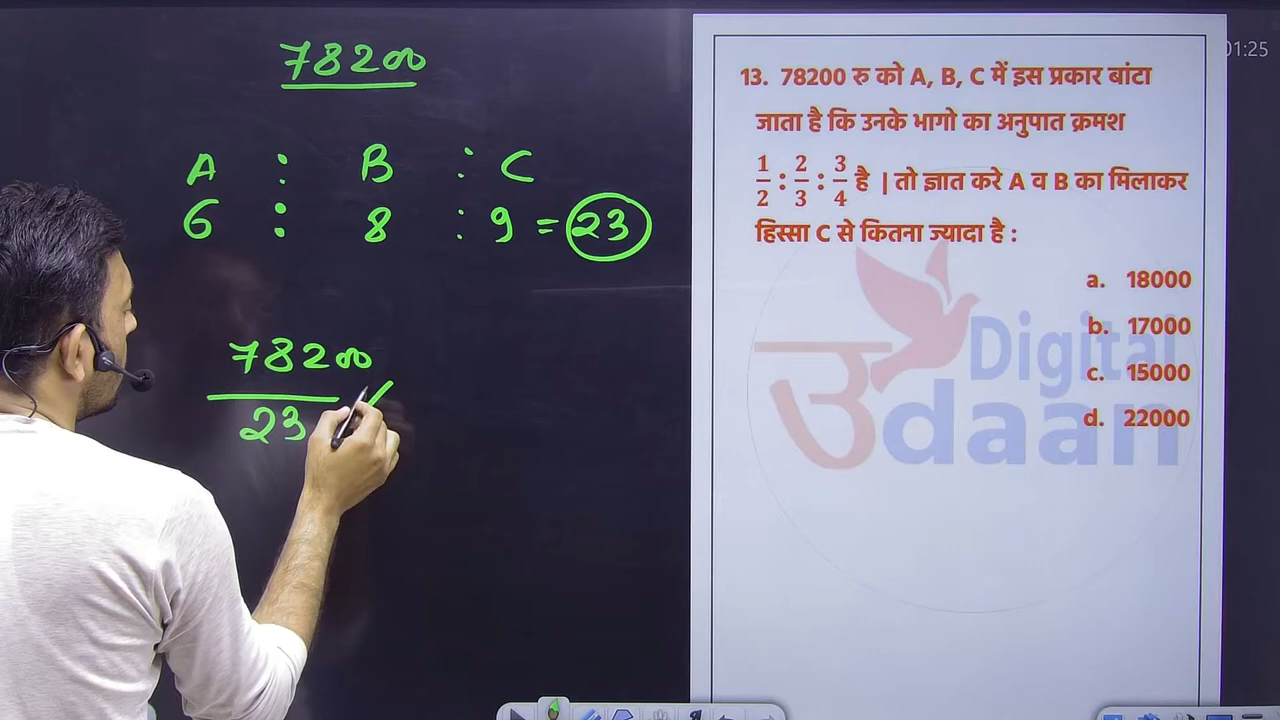 78200
A : B : C
6 : 8 : 9 = 23
78200
23
01:25
13. 78200 रु को A, B, C में इस प्रकार बांटा
जाता है कि उनके भागो का अनुपात क्रमश
1/2 : 2/3 : 3/4 है | तो ज्ञात करे A व B का मिलाकर
हिस्सा C से कितना ज्यादा है :
a. 18000
b. 17000
c. 15000
d. 22000
Digital
उdaan